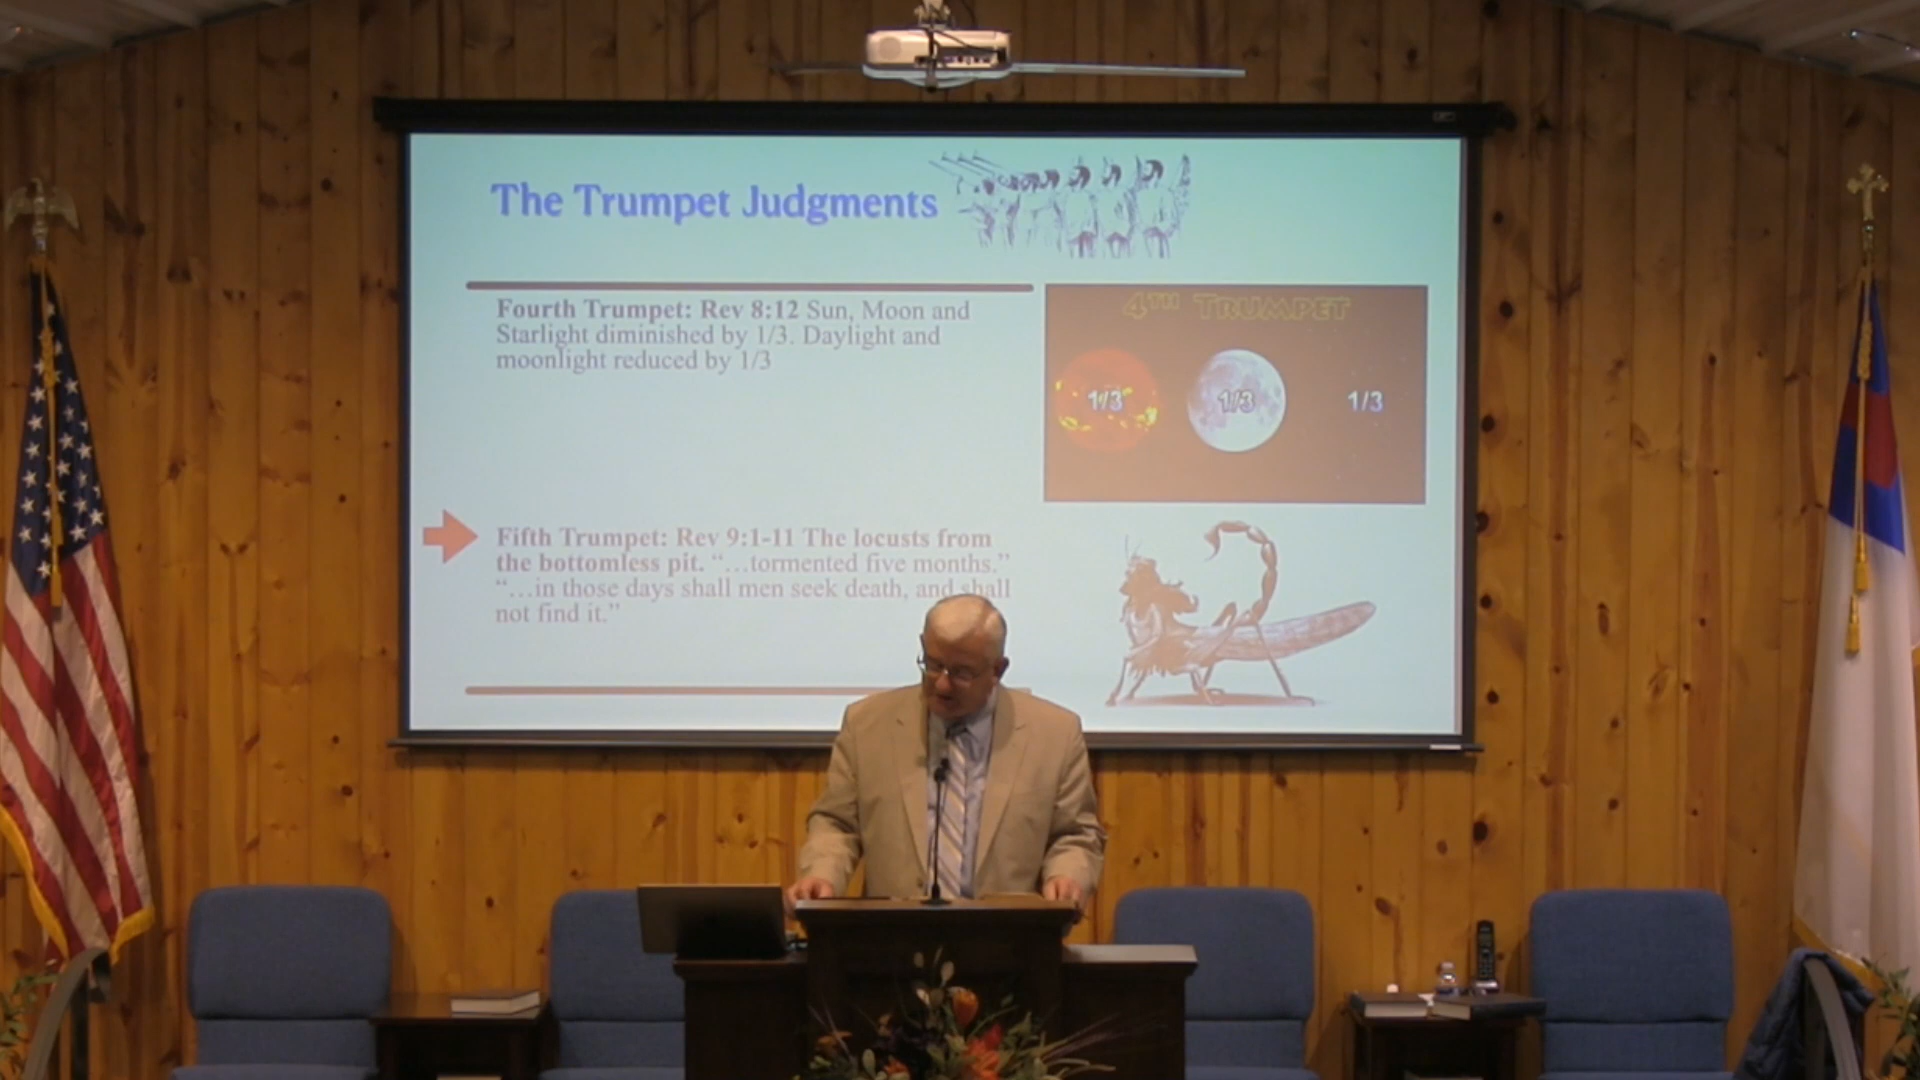 The Trumpet Judgments
Fourth Trumpet: Rev 8:12 Sun, Moon and
Starlight diminished by 1/3. Daylight and
moonlight reduced by 1/3
4TH TRUMPET
1/3 1/3 1/3
Fifth Trumpet: Rev 9:1-11 The locusts from
the bottomless pit. “…tormented five months.”
“…in those days shall men seek death, and shall
not find it.”